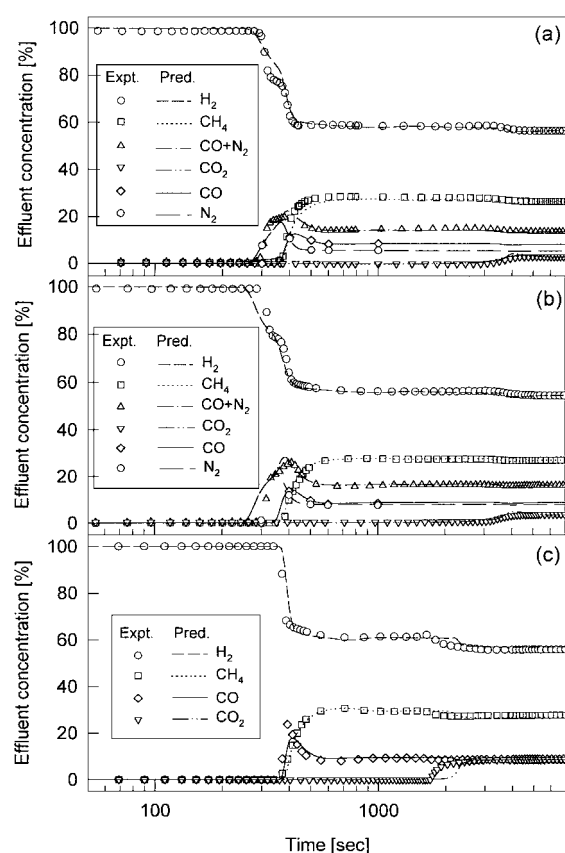 (a)
Effluent concentration [%]
100
80
60
40
20
0
Expt. Pred.
H₂
CH₄
CO+N₂
CO₂
CO
N₂
(b)
Effluent concentration [%]
100
80
60
40
20
0
Expt. Pred.
H₂
CH₄
CO+N₂
CO₂
CO
N₂
(c)
Effluent concentration [%]
100
80
60
40
20
0
Expt. Pred.
H₂
CH₄
CO
CO₂
100 1000
Time [sec]